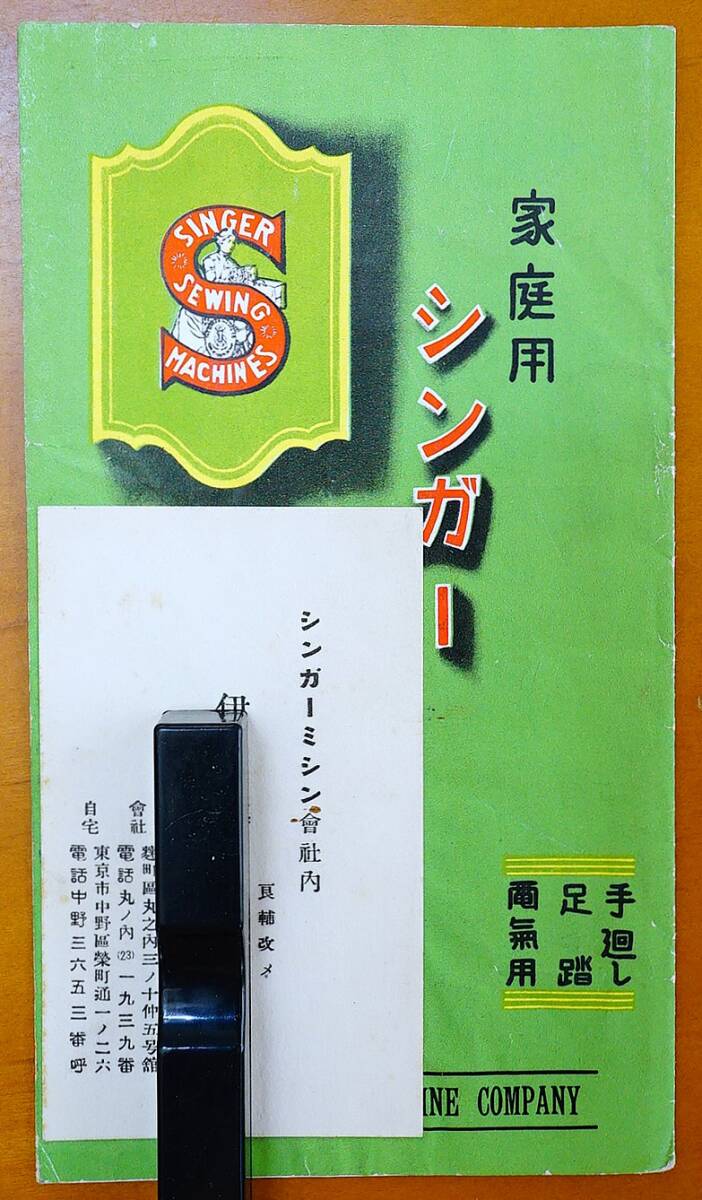 家庭用
シンガー
SINGER
SEWING
MACHINES
手廻し
足踏
電氣用
COMPANY
シンガーミシン會社内
良輔改メ
伊
會社
麹町區丸之内三ノ十仲五号館
電話丸ノ内(23)一九三九番
自宅
東京市中野區榮町通一ノ二六
電話中野三六五三番呼